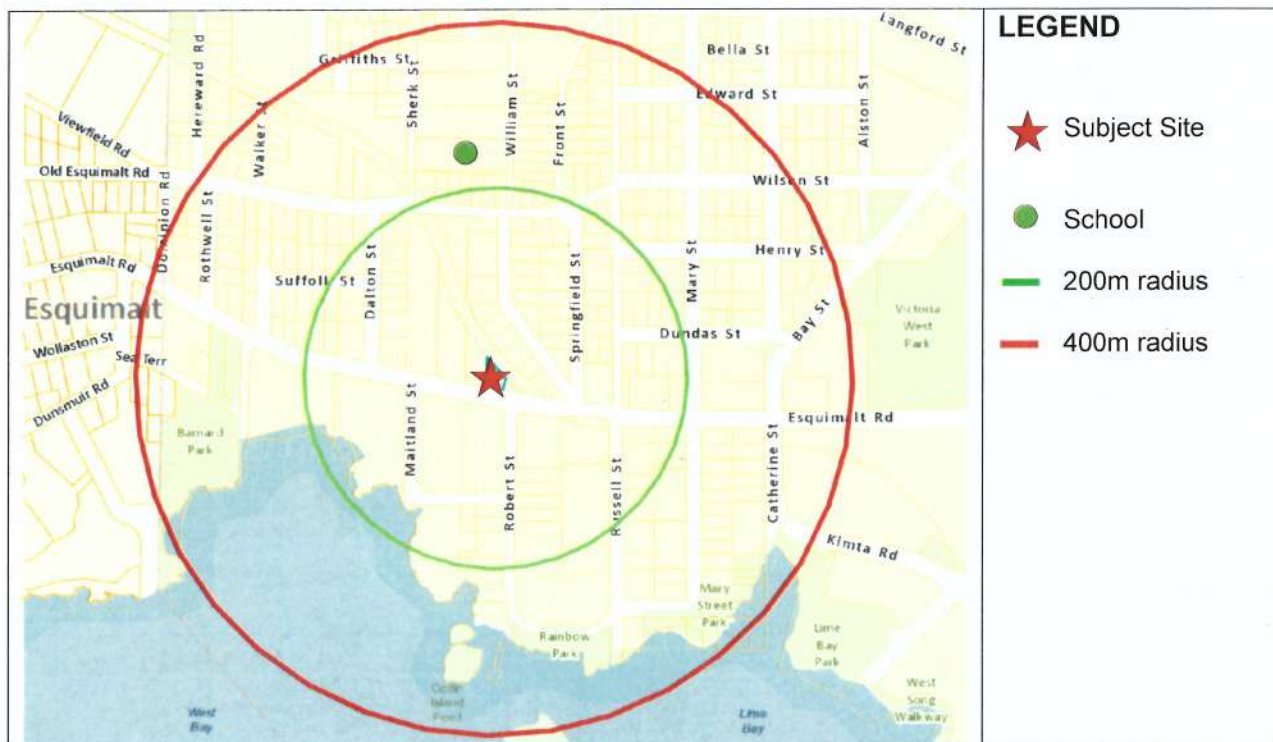 Langford St
Bella St
Griffiths St
Hereward Rd
Walker St
Sherk St
William St
Front St
Edward St
Alston St
Viewfield Rd
Old Esquimalt Rd
Wilson St
Dominion Rd
Rothwell St
Esquimalt Rd
Suffolk St
Dalton St
Springfield St
Mary St
Henry St
Bay St
Esquimalt
Victoria
West
Park
Wollaston St
Sea Terr
Dundas St
Dunsmuir Rd
Barnard
Park
Maitland St
Robert St
Russell St
Catherine St
Esquimalt Rd
Kimta Rd
Mary
Street
Park
Rainbow
Park
Lime
Bay
Park
West
Song
Walkway
Island
West
Bay
Lime
Bay
LEGEND
Subject Site
School
200m radius
400m radius